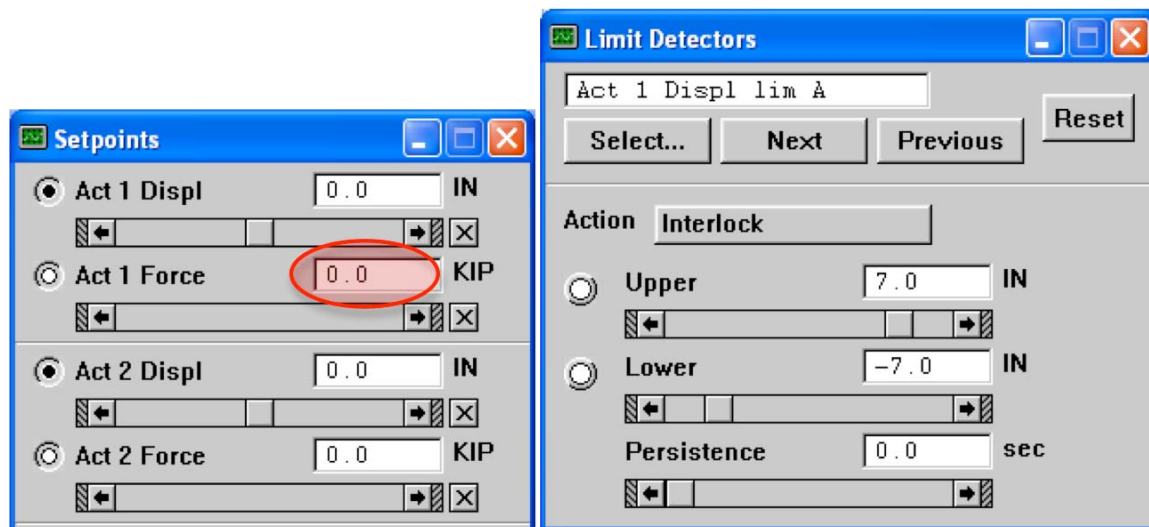 Setpoints
Act 1 Displ 0.0 IN
Act 1 Force 0.0 KIP
Act 2 Displ 0.0 IN
Act 2 Force 0.0 KIP
Limit Detectors
Act 1 Displ lim A
Reset
Select... Next Previous
Action Interlock
Upper 7.0 IN
Lower -7.0 IN
Persistence 0.0 sec